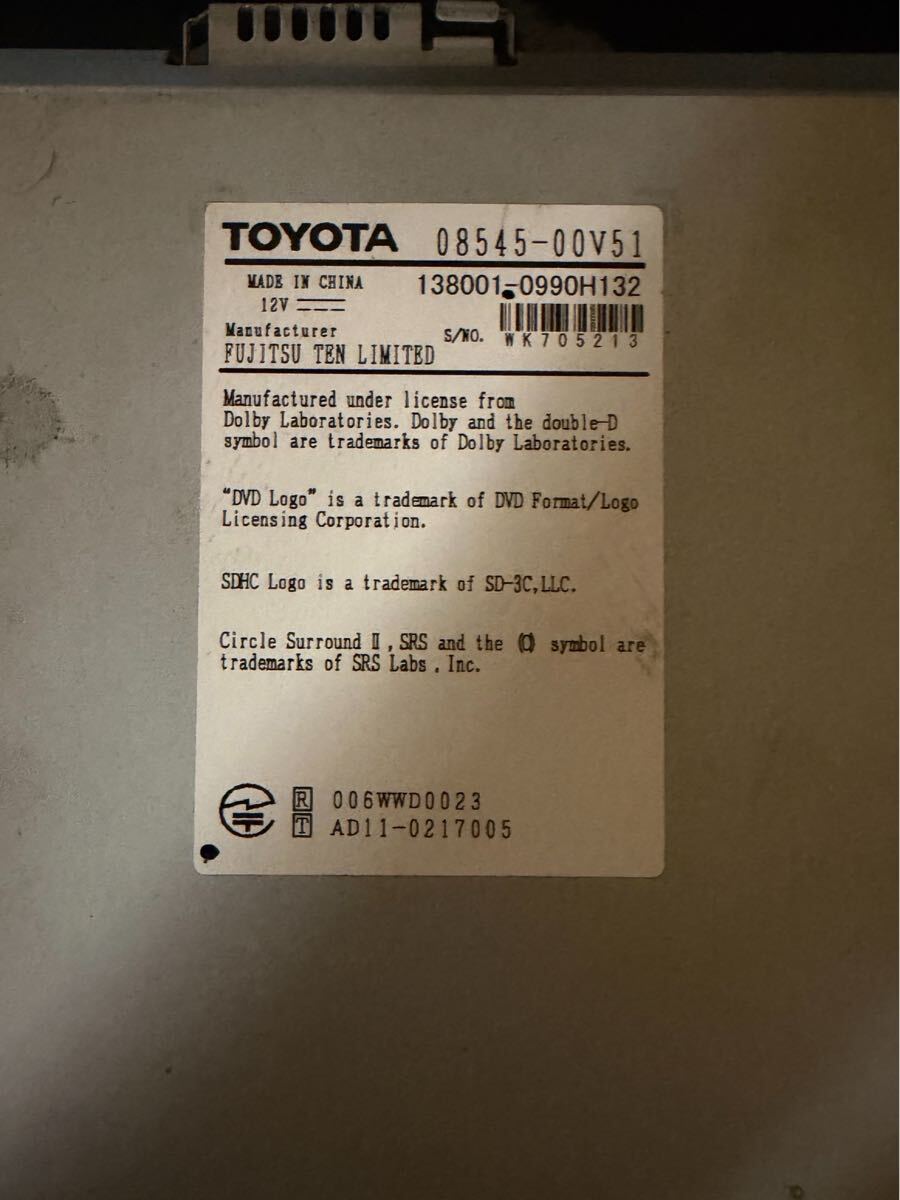 TOYOTA 08545-00V51
MADE IN CHINA 138001-0990H132
12V
Manufacturer S/NO. WK705213
FUJITSU TEN LIMITED
Manufactured under license from
Dolby Laboratories. Dolby and the double-D
symbol are trademarks of Dolby Laboratories.
"DVD Logo" is a trademark of DVD Format/Logo
Licensing Corporation.
SDHC Logo is a trademark of SD-3C,LLC.
Circle Surround Ⅱ, SRS and the (O) symbol are
trademarks of SRS Labs , Inc.
R 006WWD0023
T AD11-0217005